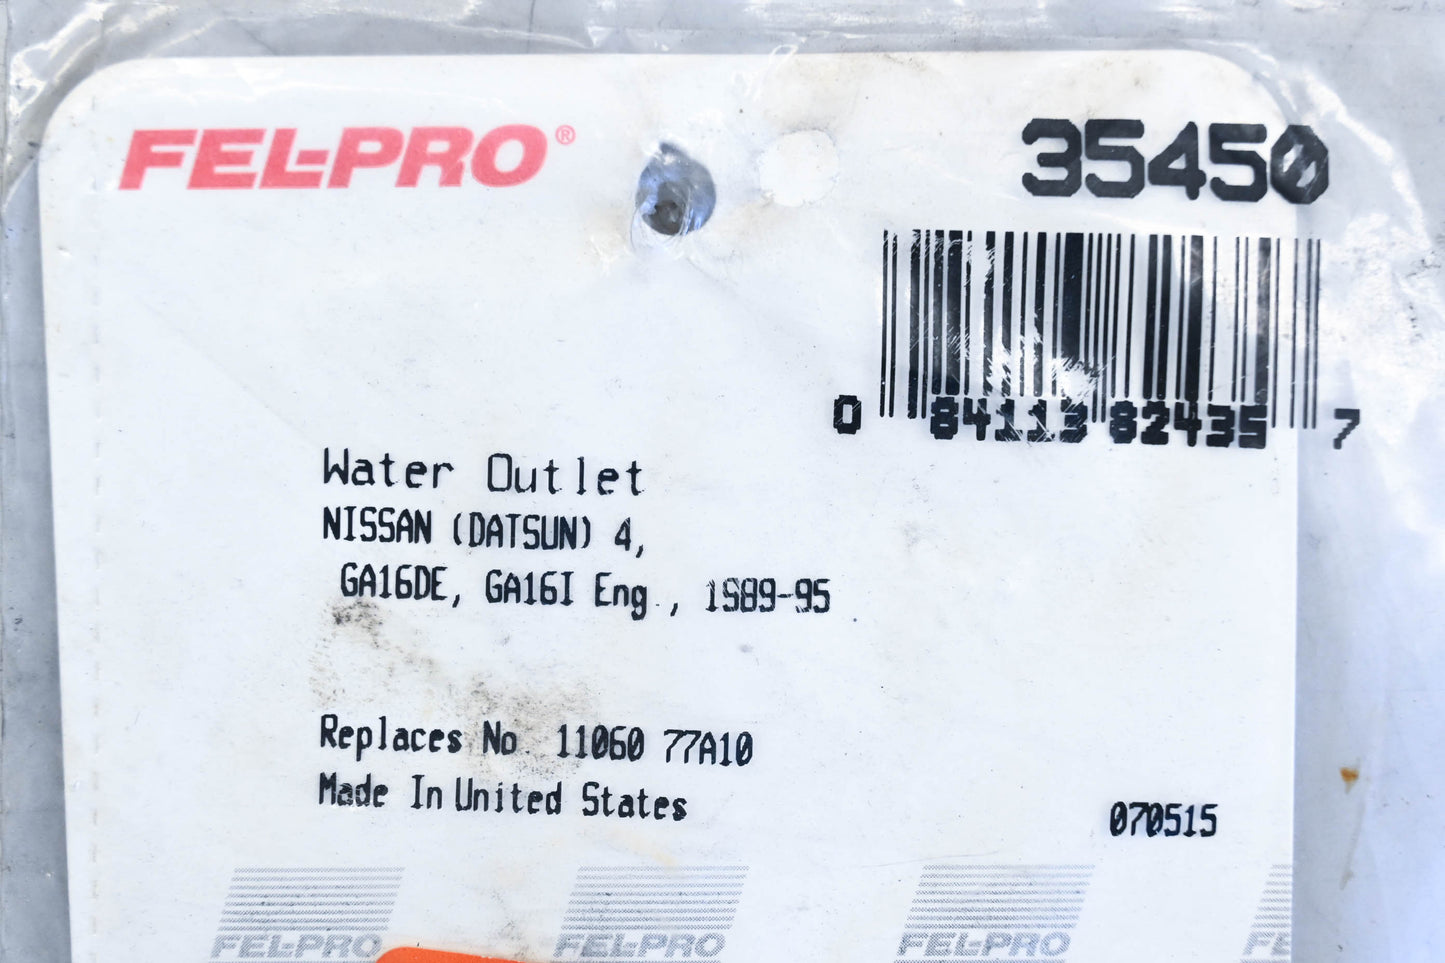 FEL-PRO®
35450
0 84113 82435 7
Water Outlet
NISSAN (DATSUN) 4,
GA16DE, GA16I Eng., 1989-95
Replaces No. 11060 77A10
Made In United States
070515
FEL-PRO FEL-PRO FEL-PRO FE